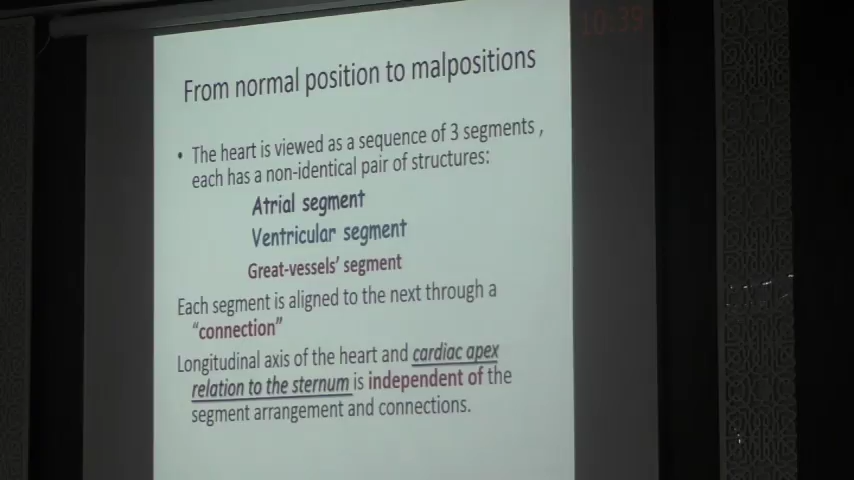 10:39
From normal position to malpositions
• The heart is viewed as a sequence of 3 segments ,
each has a non-identical pair of structures:
Atrial segment
Ventricular segment
Great-vessels' segment
Each segment is aligned to the next through a
“connection”
Longitudinal axis of the heart and cardiac apex
relation to the sternum is independent of the
segment arrangement and connections.